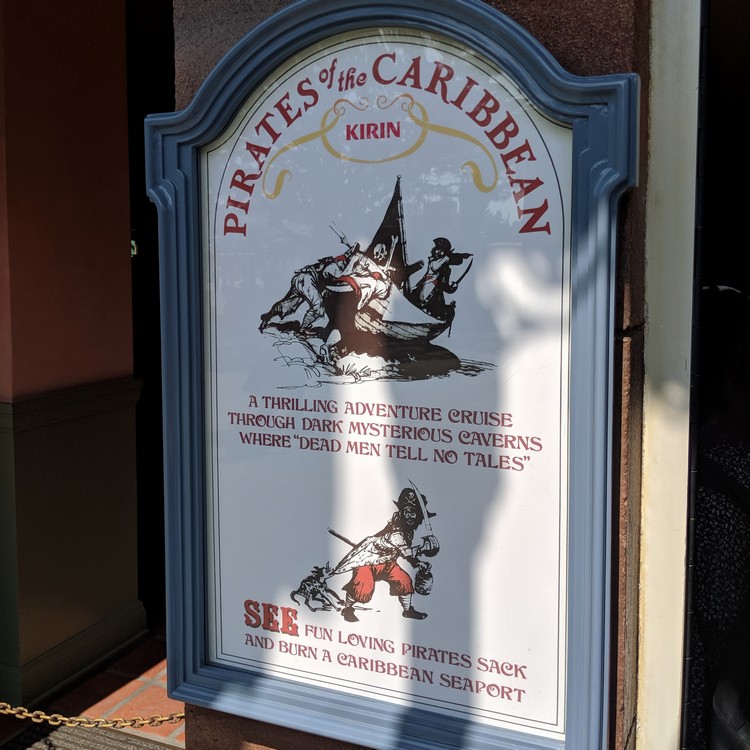 PIRATES of the CARIBBEAN
KIRIN
A THRILLING ADVENTURE CRUISE
THROUGH DARK MYSTERIOUS CAVERNS
WHERE "DEAD MEN TELL NO TALES"
SEE FUN LOVING PIRATES SACK
AND BURN A CARIBBEAN SEAPORT